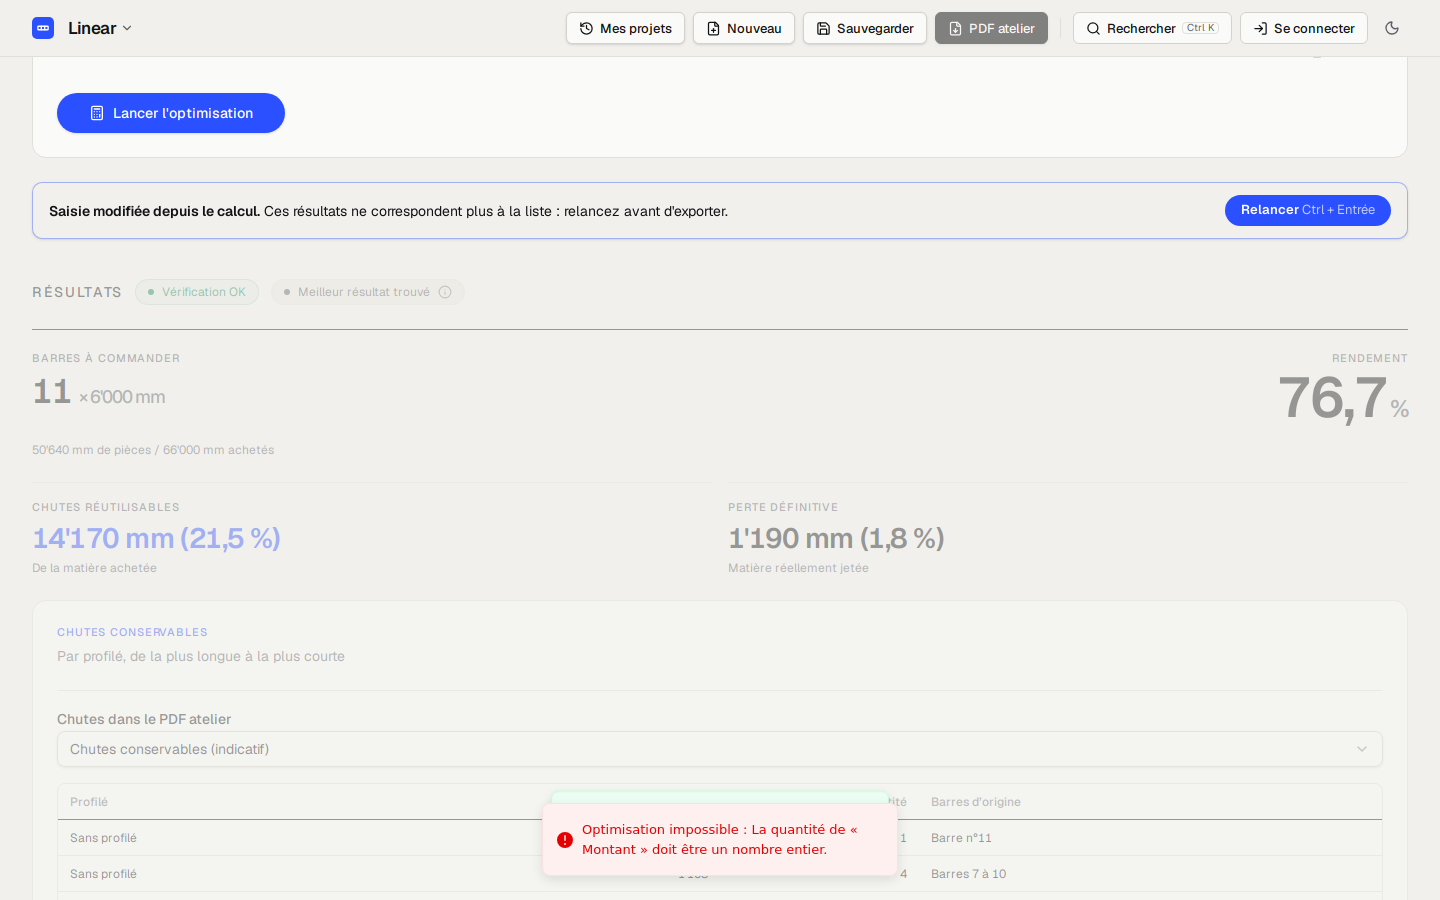 Linear
Mes projets
Nouveau
Sauvegarder
PDF atelier
Rechercher Ctrl K
Se connecter
Lancer l'optimisation
Saisie modifiée depuis le calcul. Ces résultats ne correspondent plus à la liste : relancez avant d'exporter.
Relancer Ctrl + Entrée
RÉSULTATS
Vérification OK
Meilleur résultat trouvé
BARRES À COMMANDER
RENDEMENT
11 × 6'000 mm
76,7 %
50'640 mm de pièces / 66'000 mm achetés
CHUTES RÉUTILISABLES
PERTE DÉFINITIVE
14'170 mm (21,5 %)
1'190 mm (1,8 %)
De la matière achetée
Matière réellement jetée
CHUTES CONSERVABLES
Par profilé, de la plus longue à la plus courte
Chutes dans le PDF atelier
Chutes conservables (indicatif)
Profilé
Barres d'origine
Sans profilé
1
Barre n°11
Sans profilé
4
Barres 7 à 10
Optimisation impossible : La quantité de «
Montant » doit être un nombre entier.